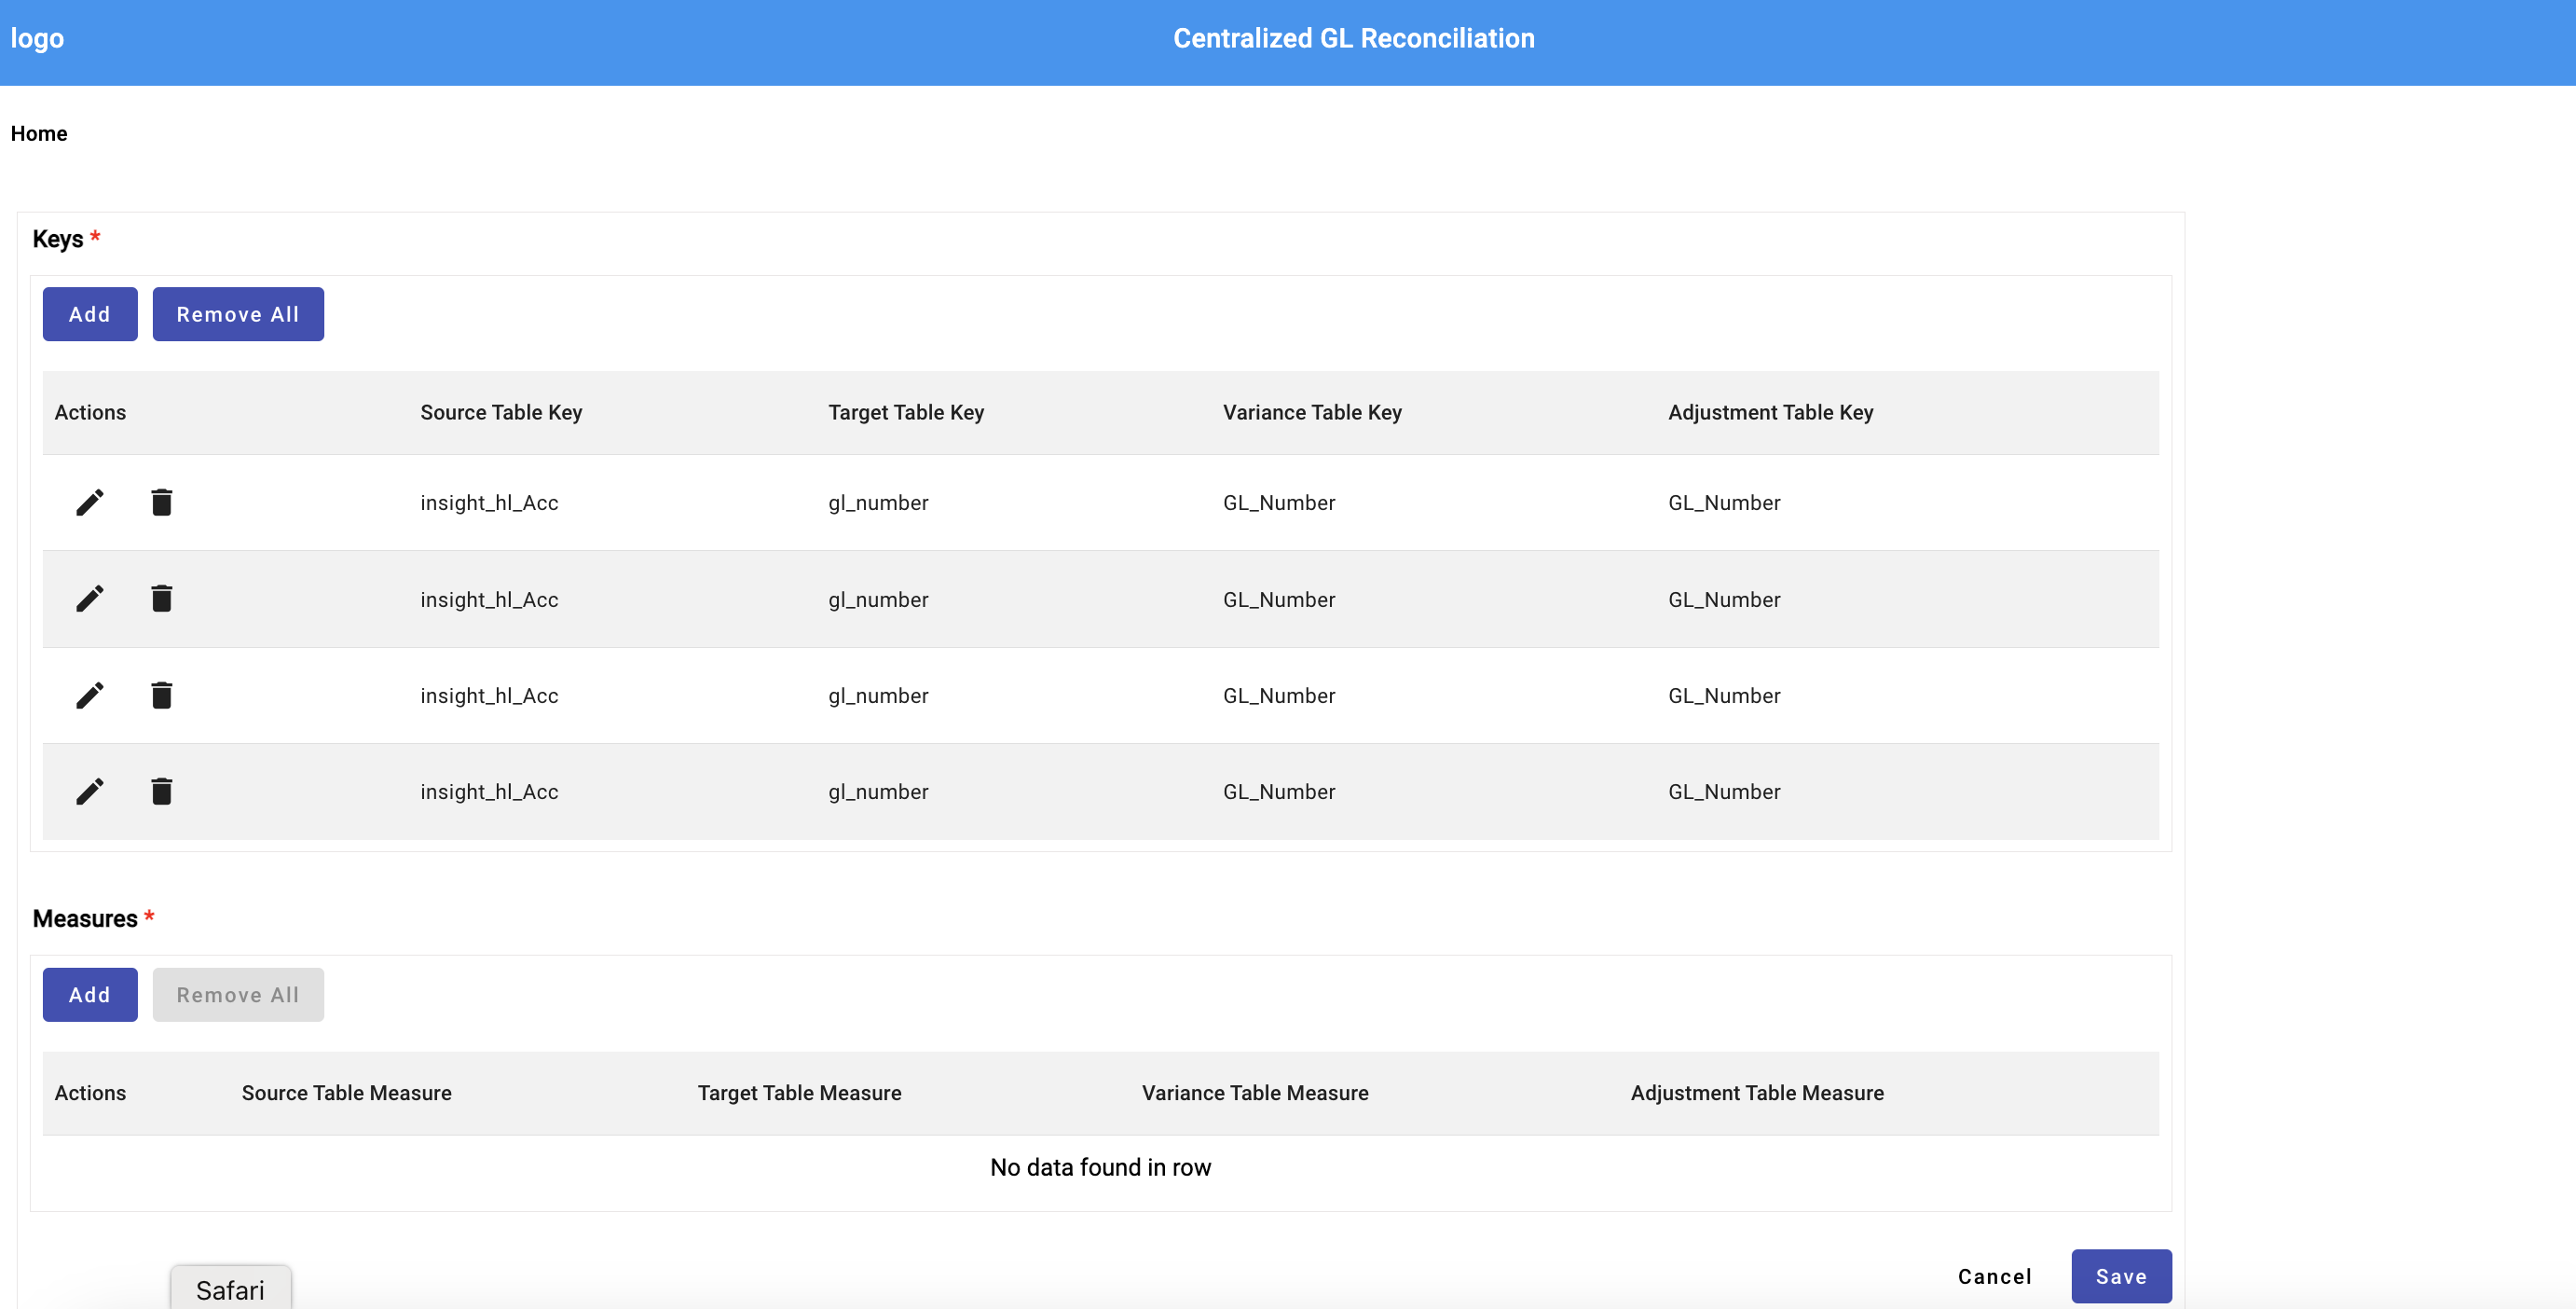 logo
Centralized GL Reconciliation
Home
Keys *
Add Remove All
Actions Source Table Key Target Table Key Variance Table Key Adjustment Table Key
insight_hl_Acc gl_number GL_Number GL_Number
insight_hl_Acc gl_number GL_Number GL_Number
insight_hl_Acc gl_number GL_Number GL_Number
insight_hl_Acc gl_number GL_Number GL_Number
Measures *
Add Remove All
Actions Source Table Measure Target Table Measure Variance Table Measure Adjustment Table Measure
No data found in row
Cancel Save
Safari